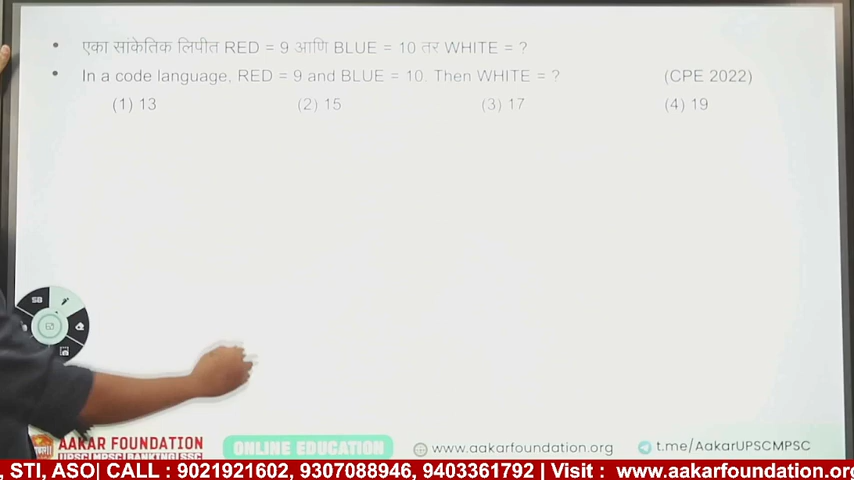 • एका सांकेतिक लिपीत RED = 9 आणि BLUE = 10 तर WHITE = ?
• In a code language, RED = 9 and BLUE = 10. Then WHITE = ? (CPE 2022)
(1) 13 (2) 15 (3) 17 (4) 19
SB
AAKAR FOUNDATION
UPSC|MPSC|BANKING|SSC
ONLINE EDUCATION
www.aakarfoundation.org
t.me/AakarUPSCMPSC
, STI, ASO| CALL : 9021921602, 9307088946, 9403361792 | Visit : www.aakarfoundation.org